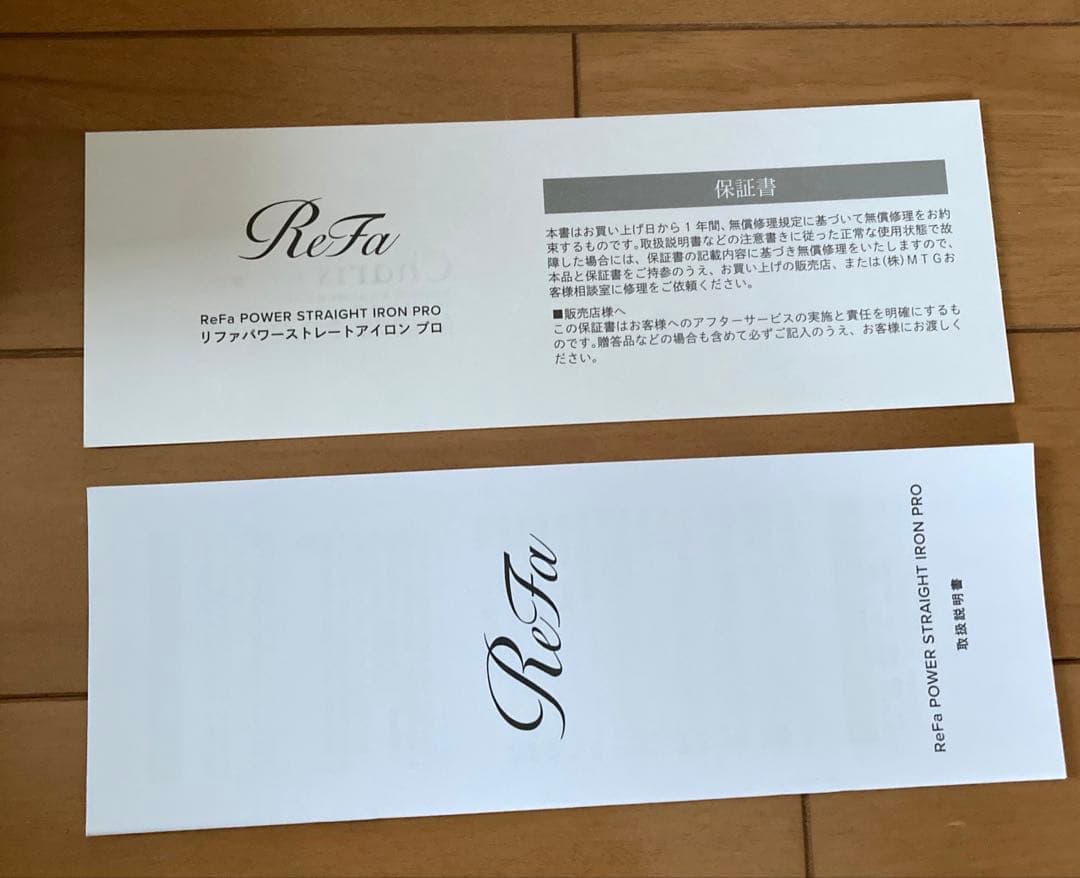 ReFa
ReFa POWER STRAIGHT IRON PRO
リファパワーストレートアイロン プロ
保証書
本書はお買い上げ日から1年間、無償修理規定に基づいて無償修理をお約
束するものです。取扱説明書などの注意書きに従った正常な使用状態で故
障した場合には、保証書の記載内容に基づき無償修理をいたしますので、
本品と保証書をご持参のうえ、お買い上げの販売店、または(株)MTGお
客様相談室に修理をご依頼ください。
■販売店様へ
この保証書はお客様へのアフターサービスの実施と責任を明確にするも
のです。贈答品などの場合も含めて必ずご記入のうえ、お客様にお渡しく
ださい。
ReFa
ReFa POWER STRAIGHT IRON PRO
取扱説明書